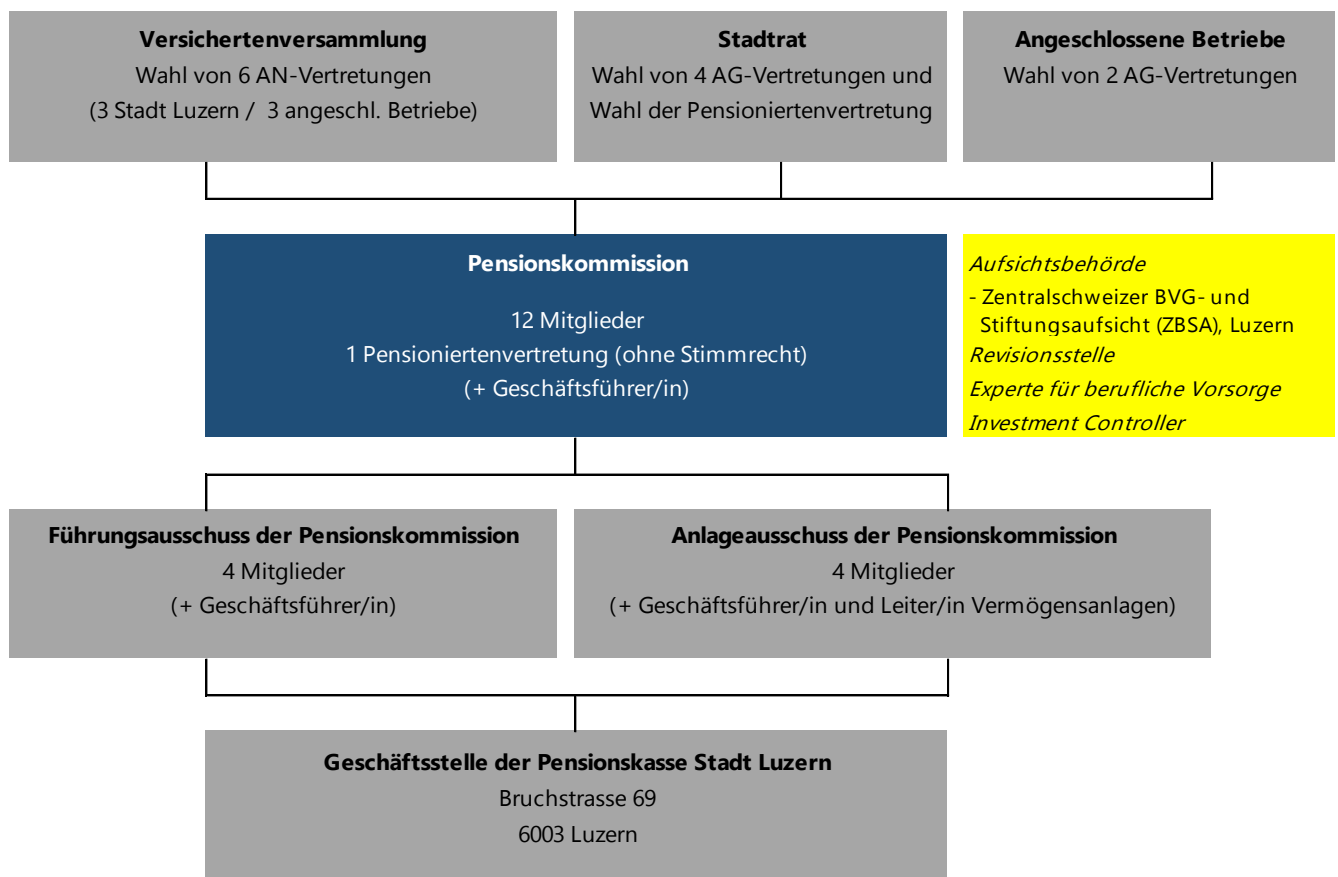 Versichertenversammlung
Wahl von 6 AN-Vertretungen
(3 Stadt Luzern / 3 angeschl. Betriebe)
Stadtrat
Wahl von 4 AG-Vertretungen und
Wahl der Pensioniertenvertretung
Angeschlossene Betriebe
Wahl von 2 AG-Vertretungen
Pensionskommission
12 Mitglieder
1 Pensioniertenvertretung (ohne Stimmrecht)
(+ Geschäftsführer/in)
Aufsichtsbehörde
- Zentralschweizer BVG- und
Stiftungsaufsicht (ZBSA), Luzern
Revisionsstelle
Experte für berufliche Vorsorge
Investment Controller
Führungsausschuss der Pensionskommission
4 Mitglieder
(+ Geschäftsführer/in)
Anlageausschuss der Pensionskommission
4 Mitglieder
(+ Geschäftsführer/in und Leiter/in Vermögensanlagen)
Geschäftsstelle der Pensionskasse Stadt Luzern
Bruchstrasse 69
6003 Luzern